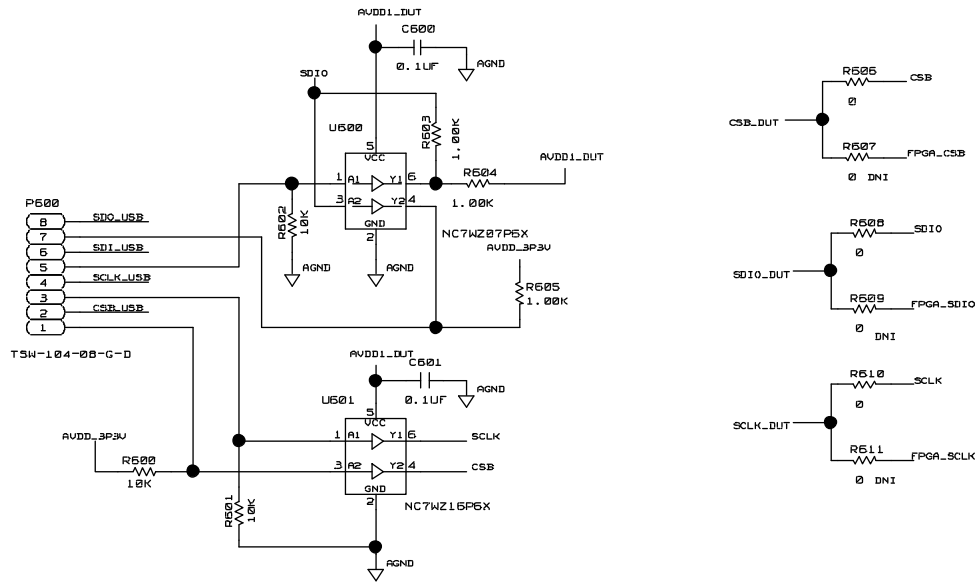 AVDD1_DUT
C600
0.1UF
AGND
SDIO
U600
R603
1.00K
5
VCC
AVDD1_DUT
R604
1.00K
1 A1 Y1 6
3 A2 Y2 4
GND
2
NC7WZ07P6X
R602
10K
AGND
AGND
AVDD_3P3V
R605
1.00K
P600
8 SDO_USB
7
6 SDI_USB
5
4 SCLK_USB
3
2 CSB_USB
1
TSW-104-08-G-D
AVDD1_DUT
C601
0.1UF
AGND
U601
5
VCC
1 A1 Y1 6 SCLK
3 A2 Y2 4 CSB
GND
2
NC7WZ16P6X
AVDD_3P3V
R600
10K
R601
10K
AGND
R606
0
CSB
CSB_DUT
R607
0 DNI
FPGA_CSB
R608
0
SDIO
SDIO_DUT
R609
0 DNI
FPGA_SDIO
R610
0
SCLK
SCLK_DUT
R611
0 DNI
FPGA_SCLK